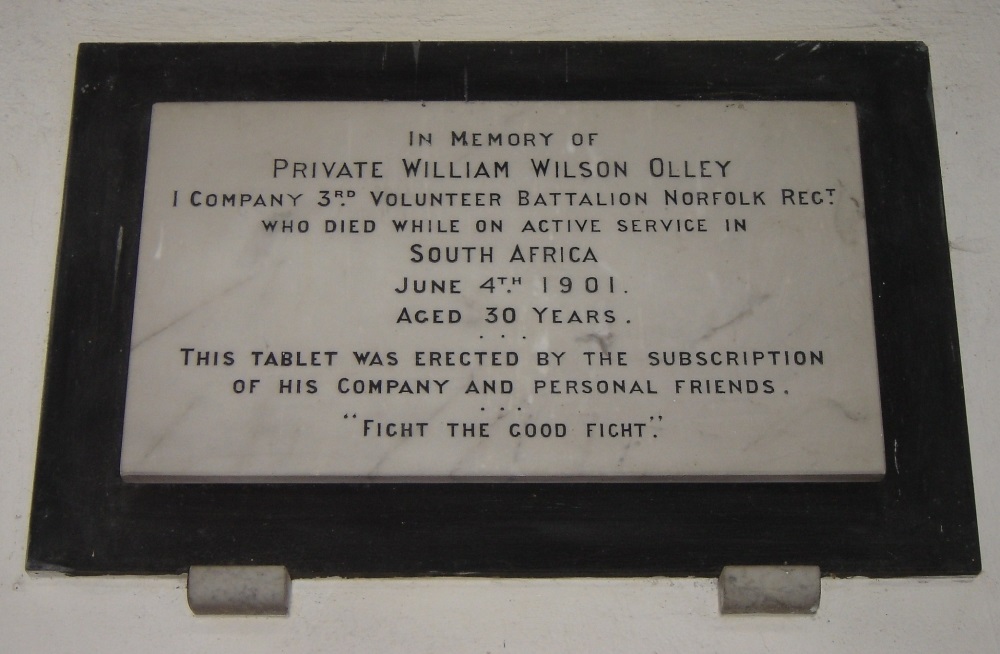 In Memory of
Private William Wilson Olley
I Company 3RD Volunteer Battalion Norfolk Regt
who died while on active service in
South Africa
June 4TH 1901.
Aged 30 Years.
...
This tablet was erected by the subscription
of his Company and personal friends.
...
"Fight the good fight."